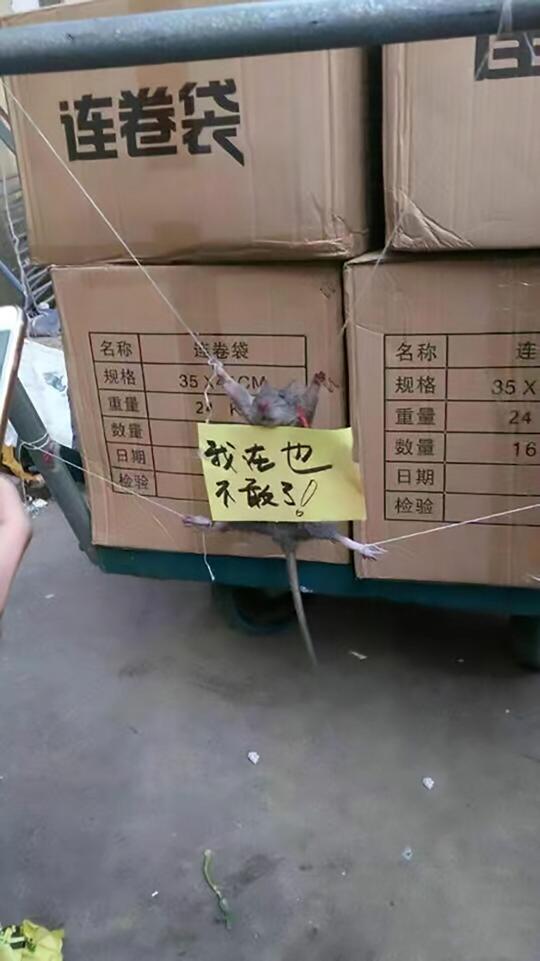 连卷袋
名称 连卷袋
规格
重量
数量
日期
检验
我在也
不敢了!
名称 连
规格 35 X
重量 24
数量 16
日期
检验